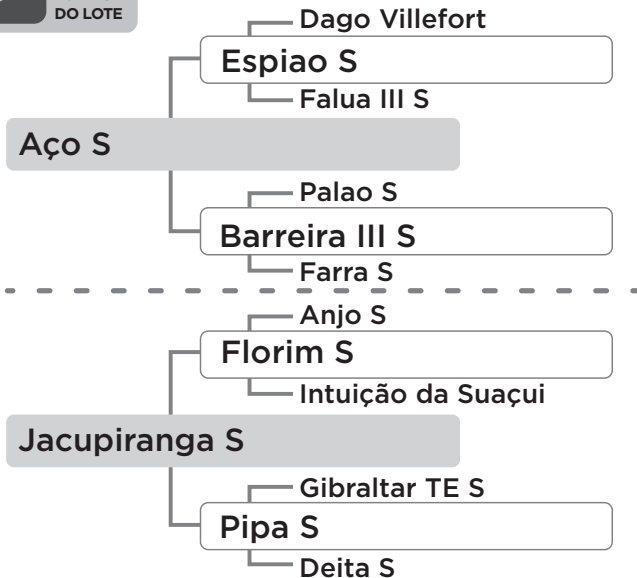 DO LOTE
Dago Villefort
Espiao S
Falua III S
Aço S
Palao S
Barreira III S
Farra S
Anjo S
Florim S
Intuição da Suaçui
Jacupiranga S
Gibraltar TE S
Pipa S
Deita S